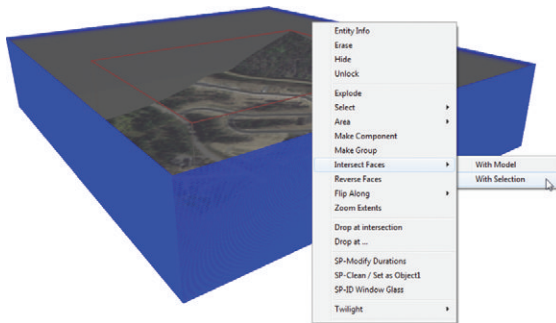 Entity Info
Erase
Hide
Unlock
Explode
Select
Area
Make Component
Make Group
Intersect Faces
With Model
Reverse Faces
With Selection
Flip Along
Zoom Extents
Drop at intersection
Drop at ...
SP-Modify Durations
SP-Clean / Set as Object1
SP-ID Window Glass
Twilight